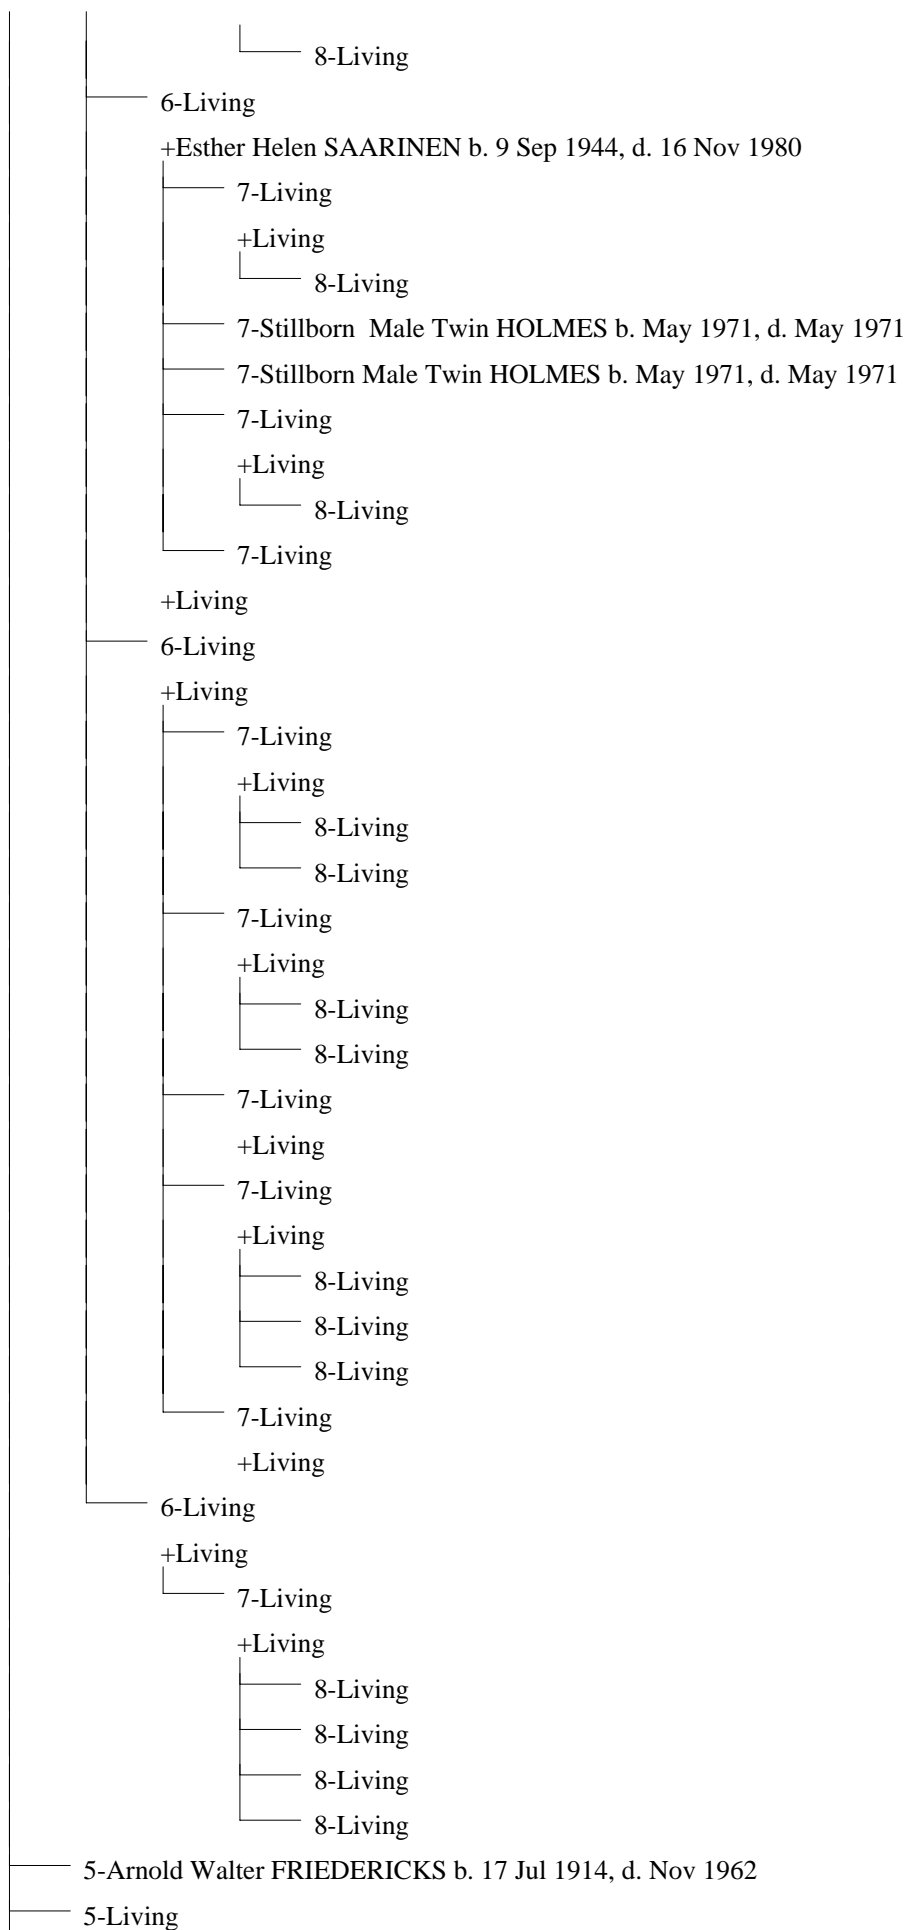 8-Living
6-Living
+Esther Helen SAARINEN b. 9 Sep 1944, d. 16 Nov 1980
7-Living
+Living
8-Living
7-Stillborn  Male Twin HOLMES b. May 1971, d. May 1971
7-Stillborn Male Twin HOLMES b. May 1971, d. May 1971
7-Living
+Living
8-Living
7-Living
+Living
6-Living
+Living
7-Living
+Living
8-Living
8-Living
7-Living
+Living
8-Living
8-Living
7-Living
+Living
7-Living
+Living
8-Living
8-Living
8-Living
7-Living
+Living
6-Living
+Living
7-Living
+Living
8-Living
8-Living
8-Living
8-Living
5-Arnold Walter FRIEDERICKS b. 17 Jul 1914, d. Nov 1962
5-Living